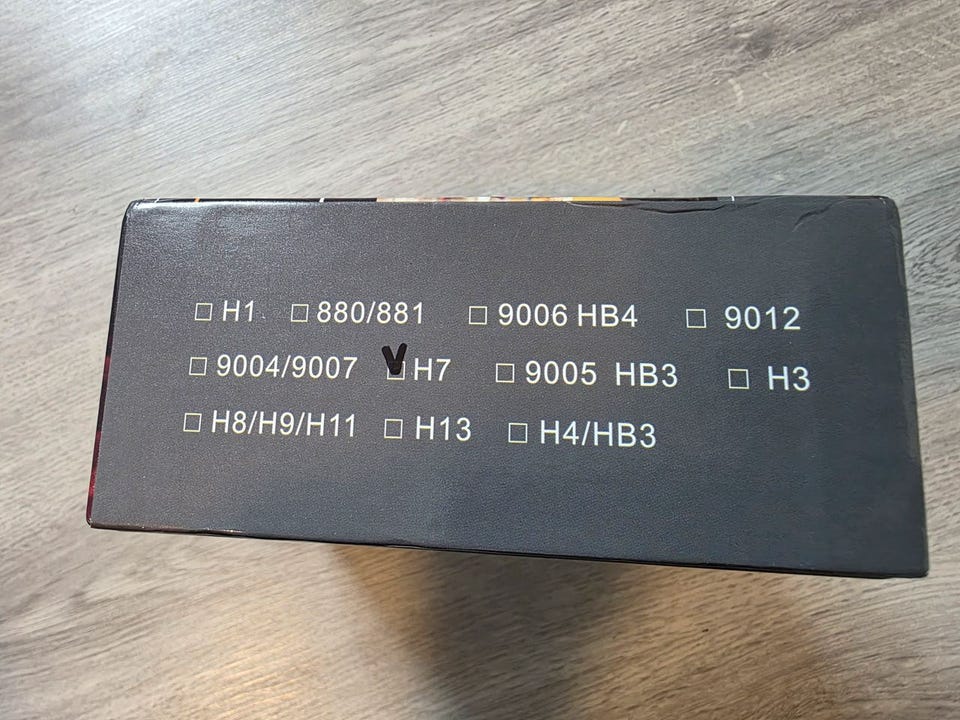 ☐ H1 ☐ 880/881 ☐ 9006 HB4 ☐ 9012
☐ 9004/9007 ☑ H7 ☐ 9005 HB3 ☐ H3
☐ H8/H9/H11 ☐ H13 ☐ H4/HB3